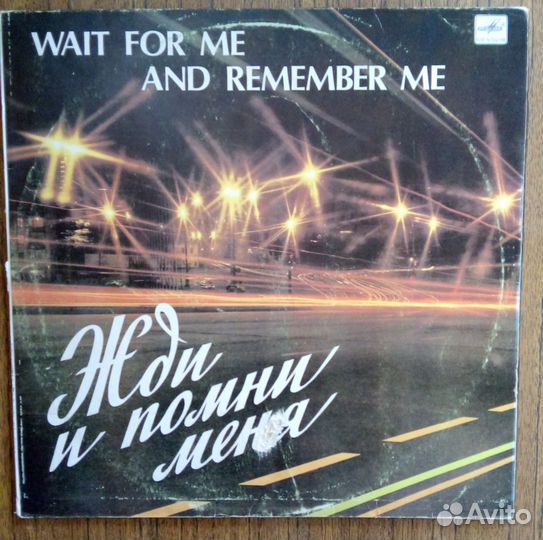 WAIT FOR ME
AND REMEMBER ME
Жди
и помни
меня
Avito